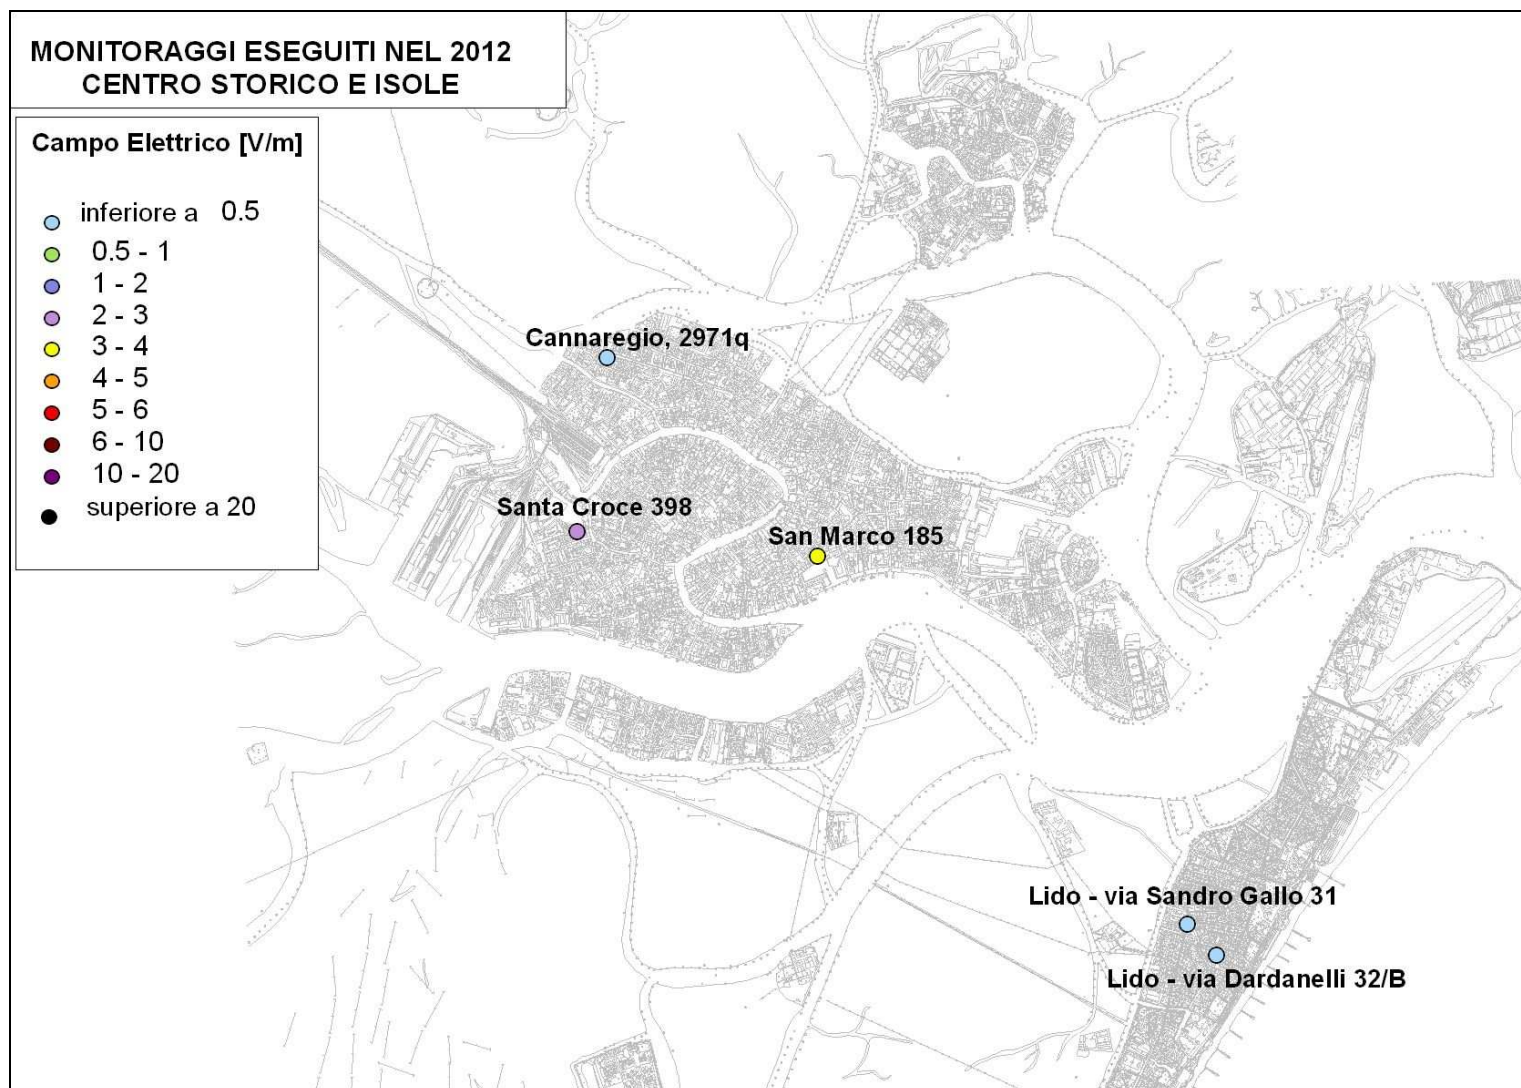 MONITORAGGI ESEGUITI NEL 2012
CENTRO STORICO E ISOLE
Campo Elettrico [V/m]
inferiore a 0.5
0.5 - 1
1 - 2
2 - 3
3 - 4
4 - 5
5 - 6
6 - 10
10 - 20
superiore a 20
Cannaregio, 2971q
Santa Croce 398
San Marco 185
Lido - via Sandro Gallo 31
Lido - via Dardanelli 32/B